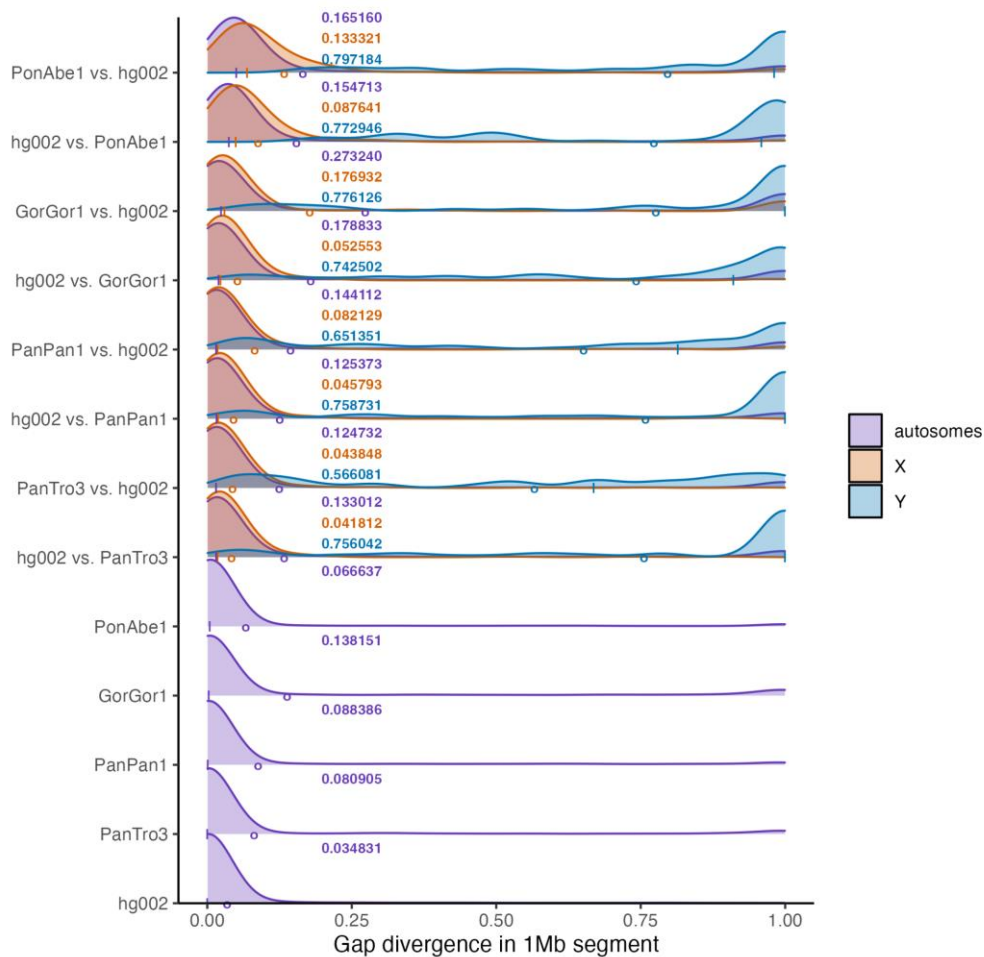 0.165160
0.133321
0.797184
PonAbe1 vs. hg002
0.154713
0.087641
0.772946
hg002 vs. PonAbe1
0.273240
0.176932
0.776126
GorGor1 vs. hg002
0.178833
0.052553
0.742502
hg002 vs. GorGor1
0.144112
0.082129
0.651351
PanPan1 vs. hg002
0.125373
0.045793
0.758731
hg002 vs. PanPan1
0.124732
0.043848
0.566081
PanTro3 vs. hg002
0.133012
0.041812
0.756042
hg002 vs. PanTro3
0.066637
PonAbe1
0.138151
GorGor1
0.088386
PanPan1
0.080905
PanTro3
0.034831
hg002
0.00 0.25 0.50 0.75 1.00
Gap divergence in 1Mb segment
autosomes
X
Y